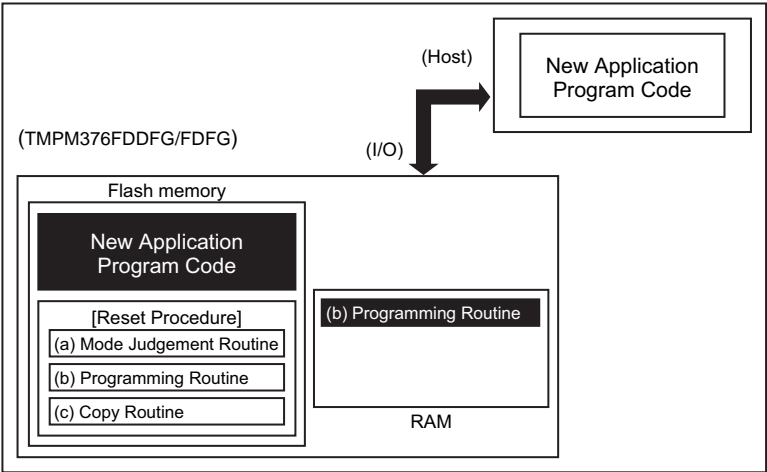 (Host)
New Application
Program Code
(TMPM376FDDFG/FDFG)
(I/O)
Flash memory
New Application
Program Code
[Reset Procedure]
(a) Mode Judgement Routine
(b) Programming Routine
(c) Copy Routine
(b) Programming Routine
RAM